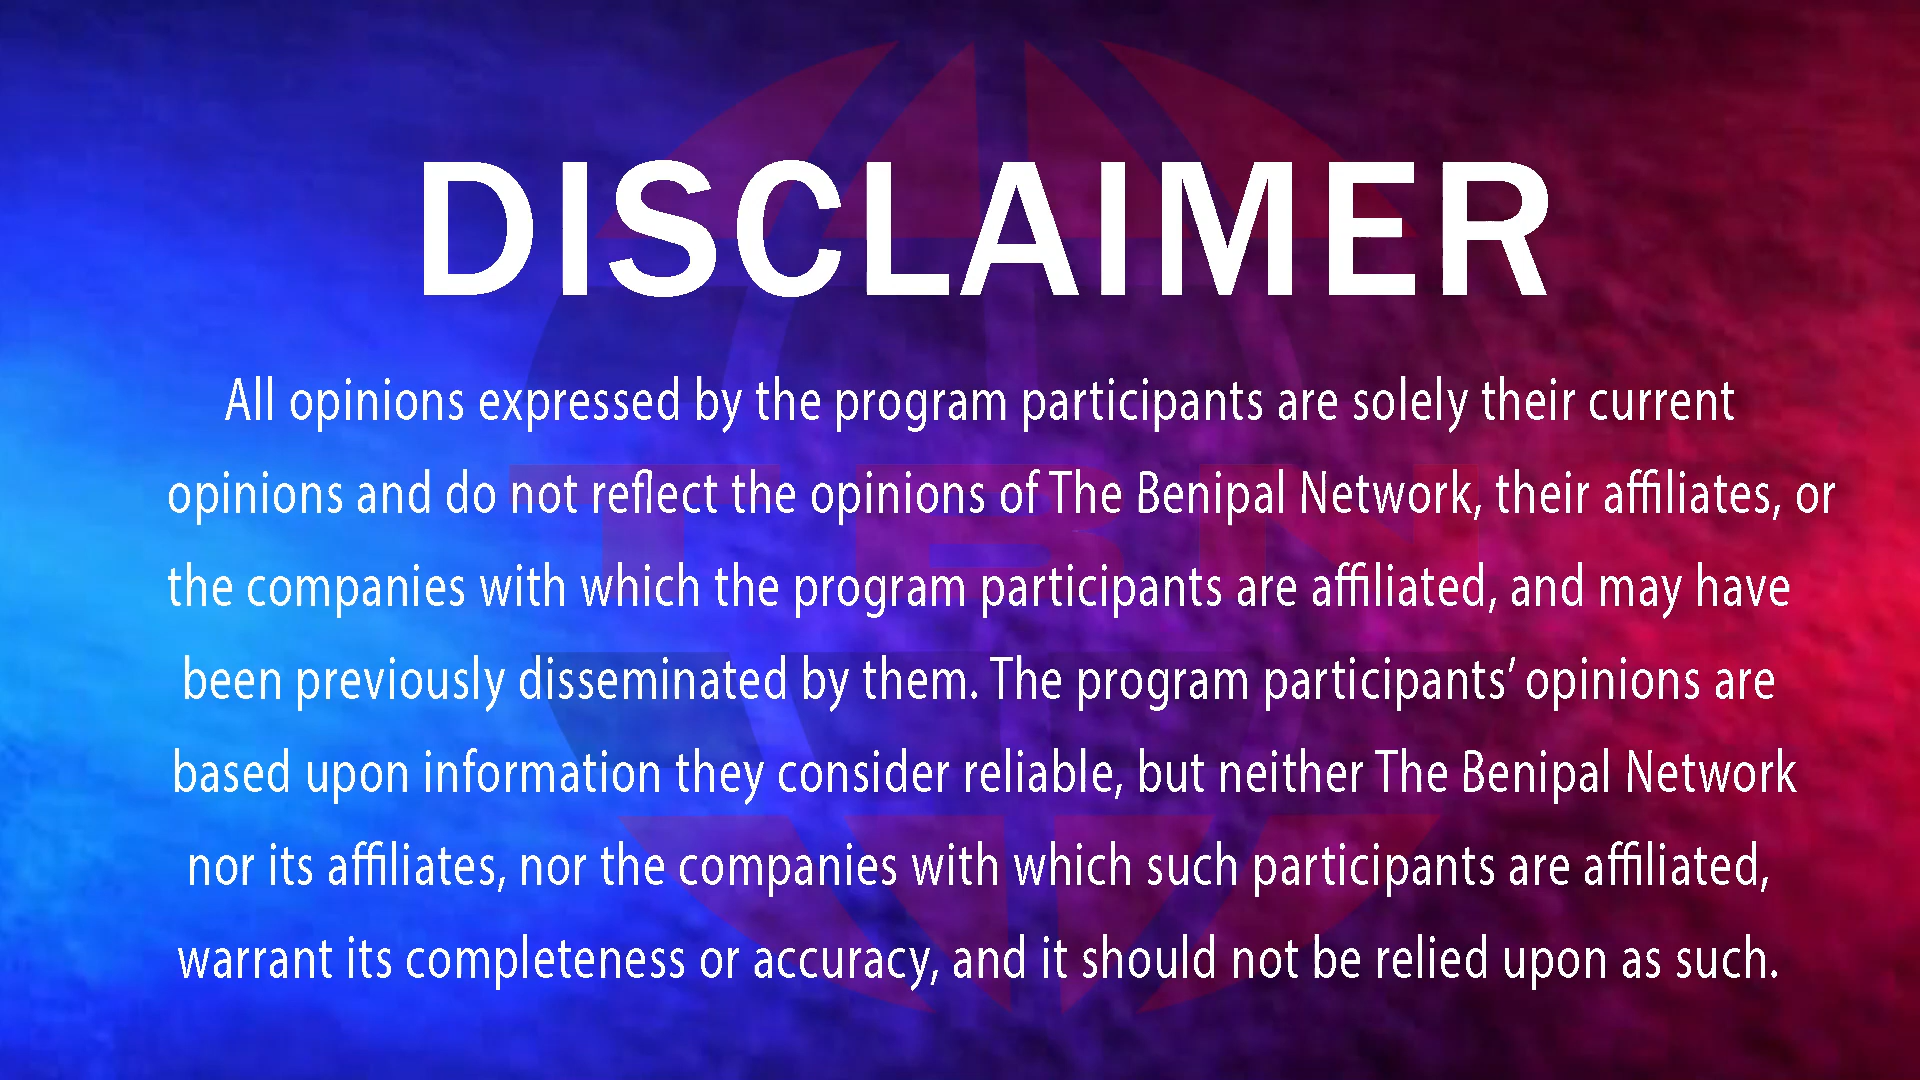 DISCLAIMER
All opinions expressed by the program participants are solely their current
opinions and do not reflect the opinions of The Benipal Network, their affiliates, or
the companies with which the program participants are affiliated, and may have
been previously disseminated by them. The program participants’ opinions are
based upon information they consider reliable, but neither The Benipal Network
nor its affiliates, nor the companies with which such participants are affiliated,
warrant its completeness or accuracy, and it should not be relied upon as such.
TBN